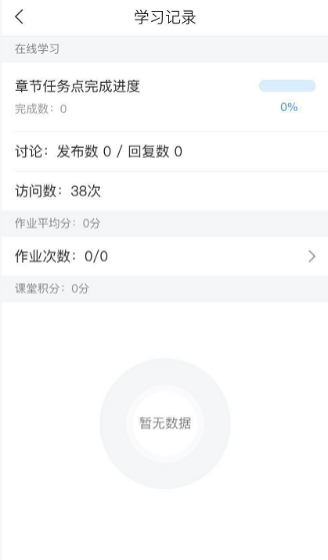 学习记录
在线学习
章节任务点完成进度
完成数：0
0%
讨论：发布数 0 / 回复数 0
访问数：38次
作业平均分：0分
作业次数：0/0
课堂积分：0分
暂无数据